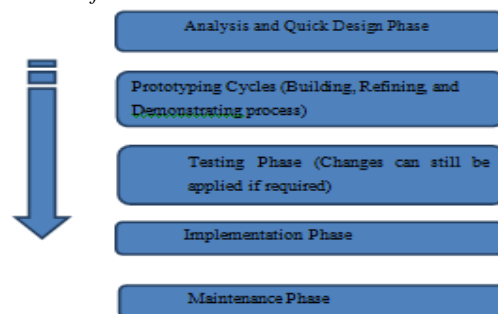 Analysis and Quick Design Phase
Prototyping Cycles (Building, Refining, and
Demonstrating process)
Testing Phase (Changes can still be
applied if required)
Implementation Phase
Maintenance Phase